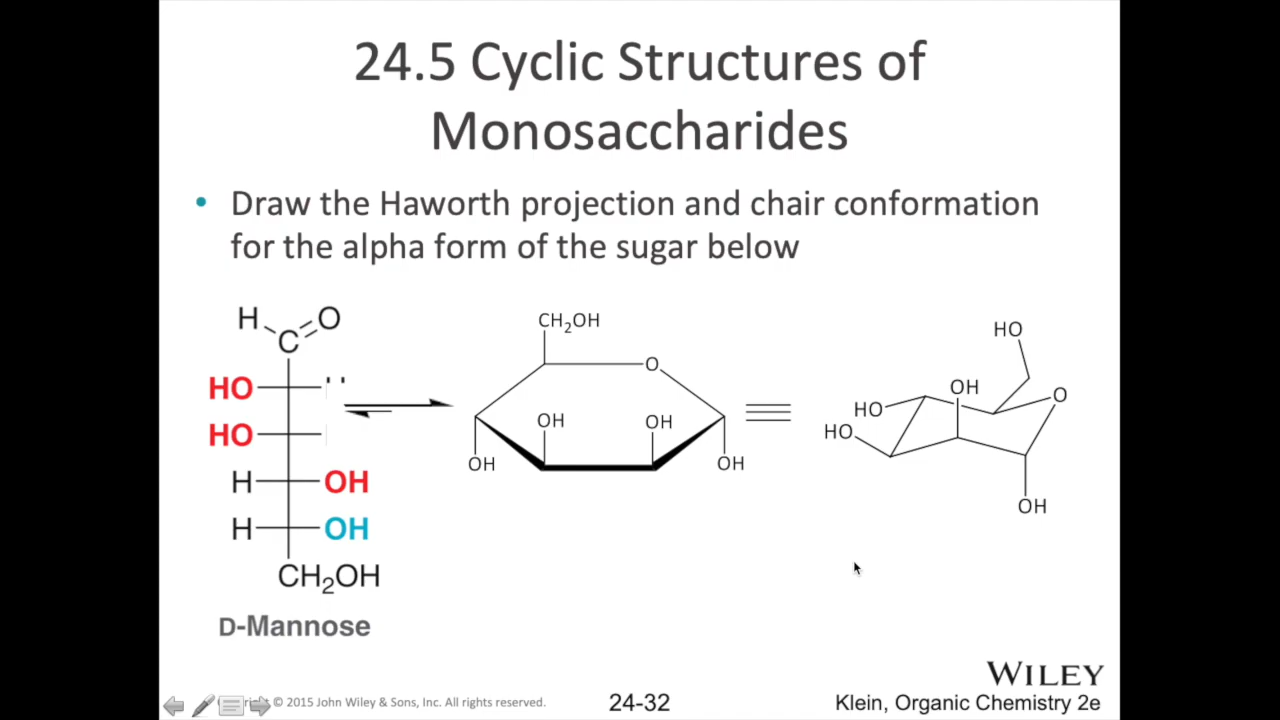 24.5 Cyclic Structures of
Monosaccharides
• Draw the Haworth projection and chair conformation
for the alpha form of the sugar below
H O
C
HO
HO
H OH
H OH
CH₂OH
D-Mannose
CH₂OH
O
OH OH
OH OH
HO
OH O
HO
HO
OH
WILEY
© 2015 John Wiley & Sons, Inc. All rights reserved.
24-32
Klein, Organic Chemistry 2e